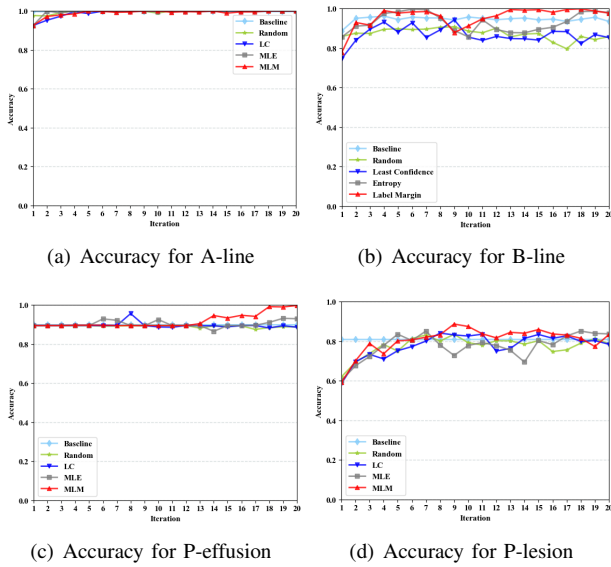 1.0
0.8
0.6
0.4
0.2
0.0
Accuracy
Baseline
Random
LC
MLE
MLM
1 2 3 4 5 6 7 8 9 10 11 12 13 14 15 16 17 18 19 20
Iteration
(a) Accuracy for A-line
1.0
0.8
0.6
0.4
0.2
0.0
Accuracy
Baseline
Random
Least Confidence
Entropy
Label Margin
1 2 3 4 5 6 7 8 9 10 11 12 13 14 15 16 17 18 19 20
Iteration
(b) Accuracy for B-line
1.0
0.8
0.6
0.4
0.2
0.0
Accuracy
Baseline
Random
LC
MLE
MLM
1 2 3 4 5 6 7 8 9 10 11 12 13 14 15 16 17 18 19 20
Iteration
(c) Accuracy for P-effusion
1.0
0.8
0.6
0.4
0.2
0.0
Accuracy
Baseline
Random
LC
MLE
MLM
1 2 3 4 5 6 7 8 9 10 11 12 13 14 15 16 17 18 19 20
Iteration
(d) Accuracy for P-lesion